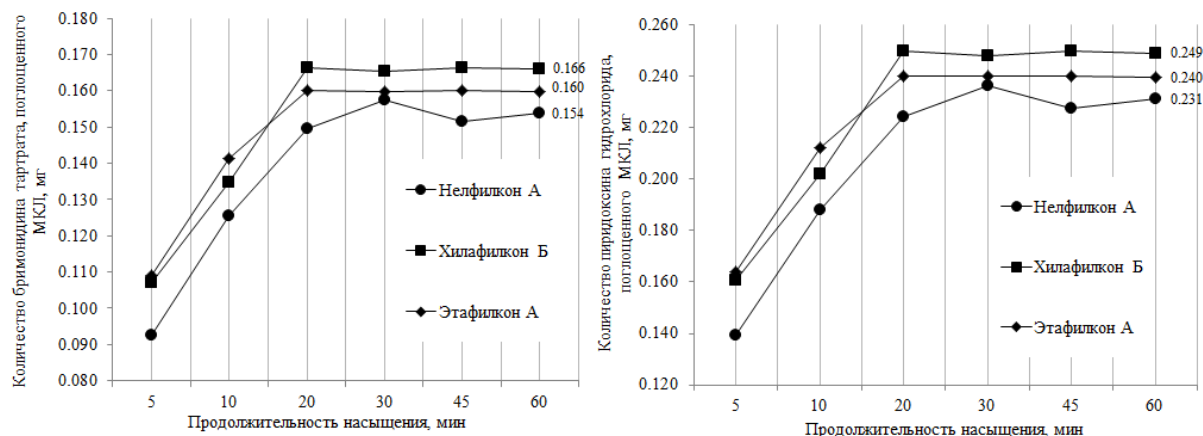 Количество бримонидина тартрата, поглощенного
МКЛ, мг
0.180
0.170
0.160
0.150
0.140
0.130
0.120
0.110
0.100
0.090
0.080
0.166
0.160
0.154
Нелфилкон А
Хилафилкон Б
Этафилкон А
5 10 20 30 45 60
Продолжительность насыщения, мин
Количество пиридоксина гидрохлорида,
поглощенного МКЛ, мг
0.260
0.240
0.220
0.200
0.180
0.160
0.140
0.120
0.249
0.240
0.231
Нелфилкон А
Хилафилкон Б
Этафилкон А
5 10 20 30 45 60
Продолжительность насыщения, мин